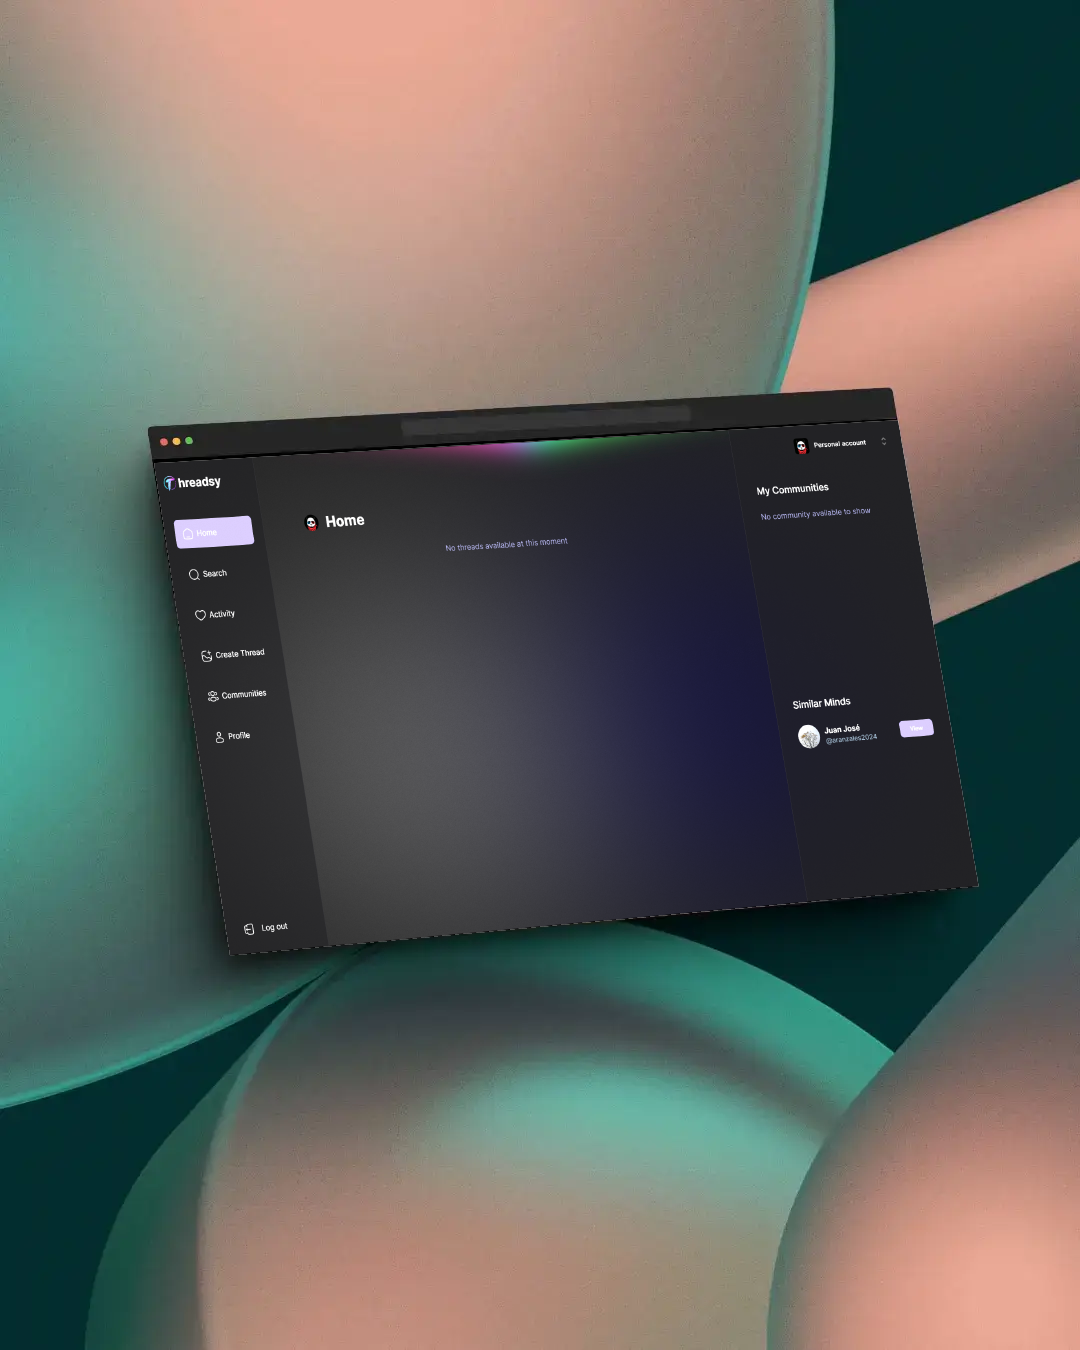 Threadsy
Home
Search
Activity
Create Thread
Communities
Profile
Log out
Home
No threads available at this moment
Personal account
My Communities
No community available to show
Similar Minds
Juan José
@aranzales2024
View